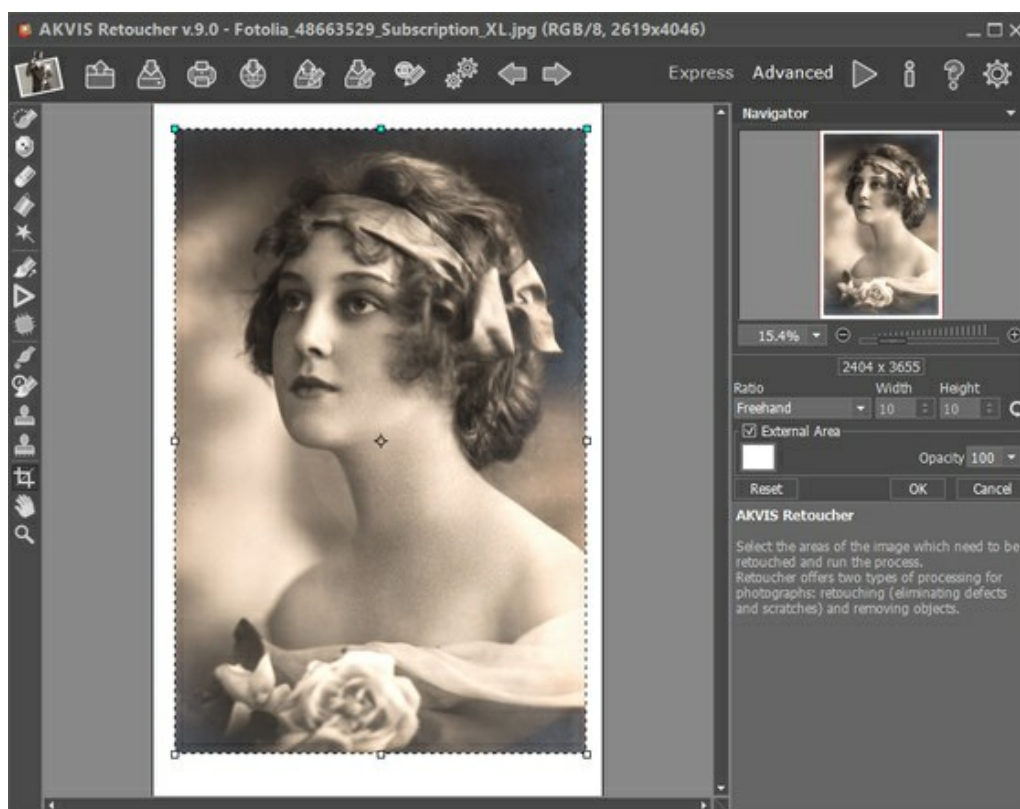 AKVIS Retoucher v.9.0 - Fotolia_48663529_Subscription_XL.jpg (RGB/8, 2619x4046)
Express Advanced
Navigator
15.4%
2404 x 3655
Ratio Width Height
Freehand 10 10
External Area
Opacity 100
Reset OK Cancel
AKVIS Retoucher
Select the areas of the image which need to be
retouched and run the process.
Retoucher offers two types of processing for
photographs: retouching (eliminating defects
and scratches) and removing objects.